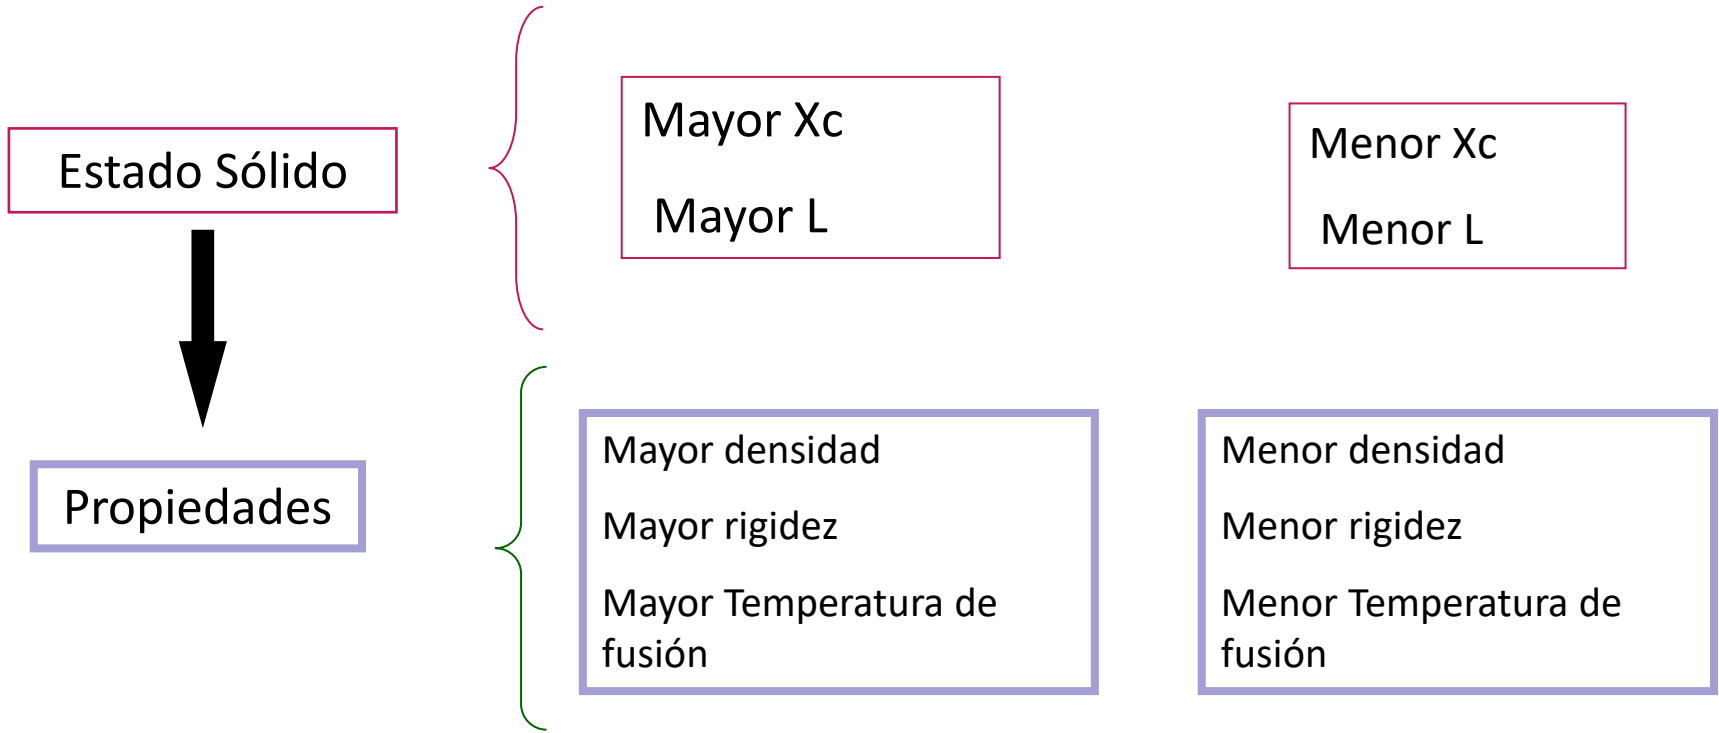 Estado Sólido
Mayor Xc
Mayor L
Menor Xc
Menor L
Propiedades
Mayor densidad
Mayor rigidez
Mayor Temperatura de
fusión
Menor densidad
Menor rigidez
Menor Temperatura de
fusión